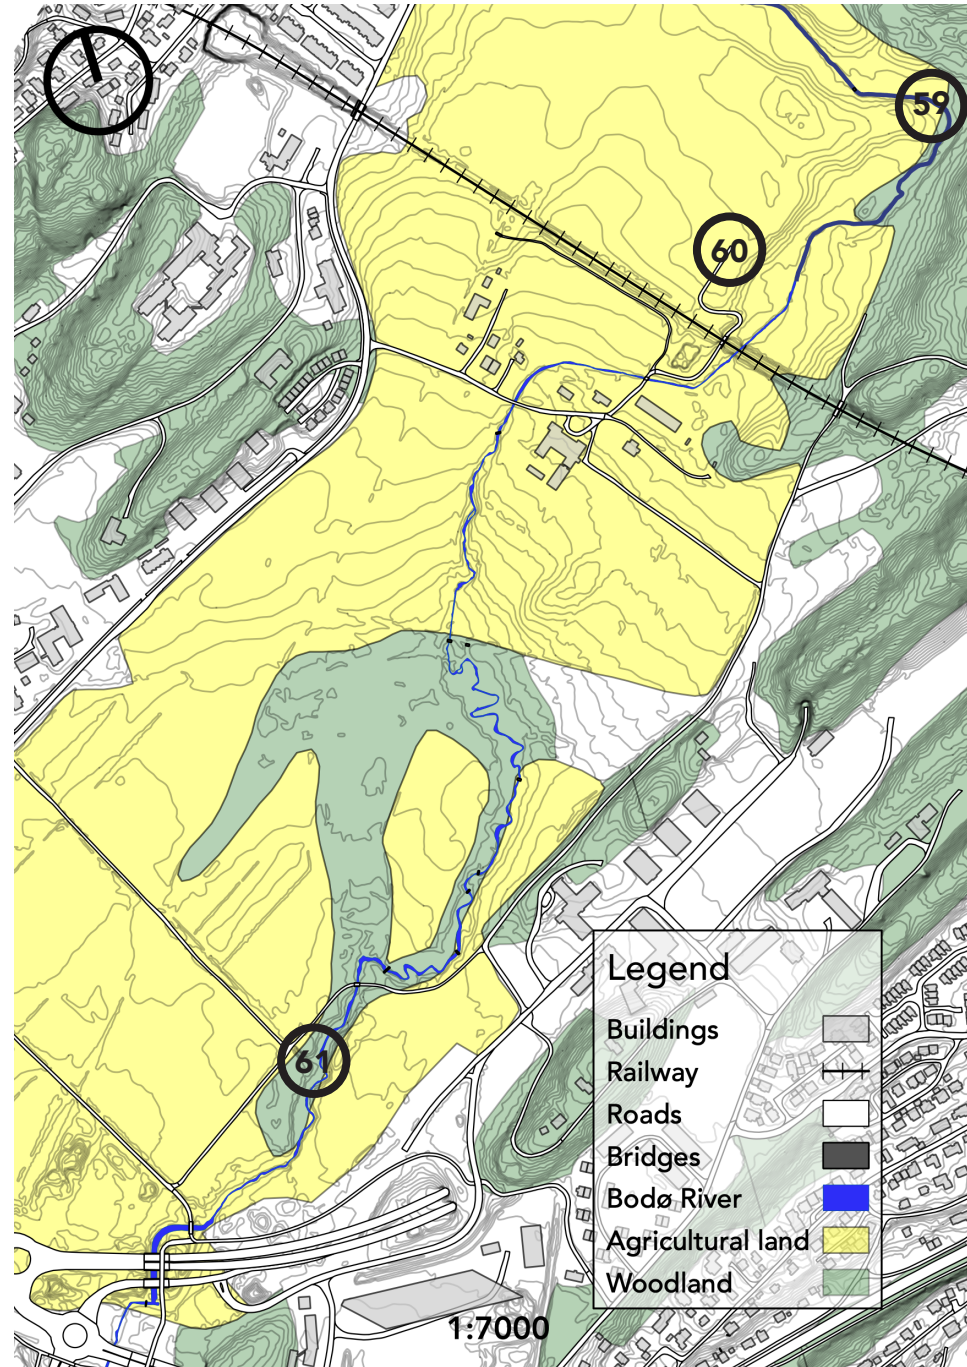 59
60
61
Legend
Buildings
Railway
Roads
Bridges
Bodø River
Agricultural land
Woodland
1:7000